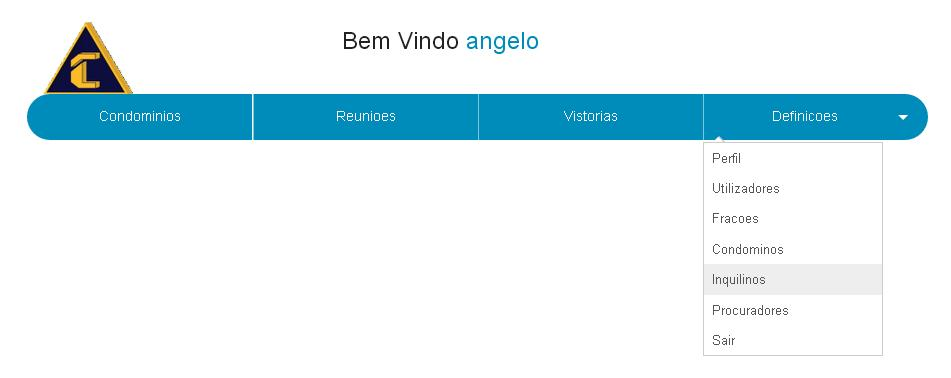 Bem Vindo angelo
Condominios Reunioes Vistorias Definicoes
Perfil
Utilizadores
Fracoes
Condominos
Inquilinos
Procuradores
Sair